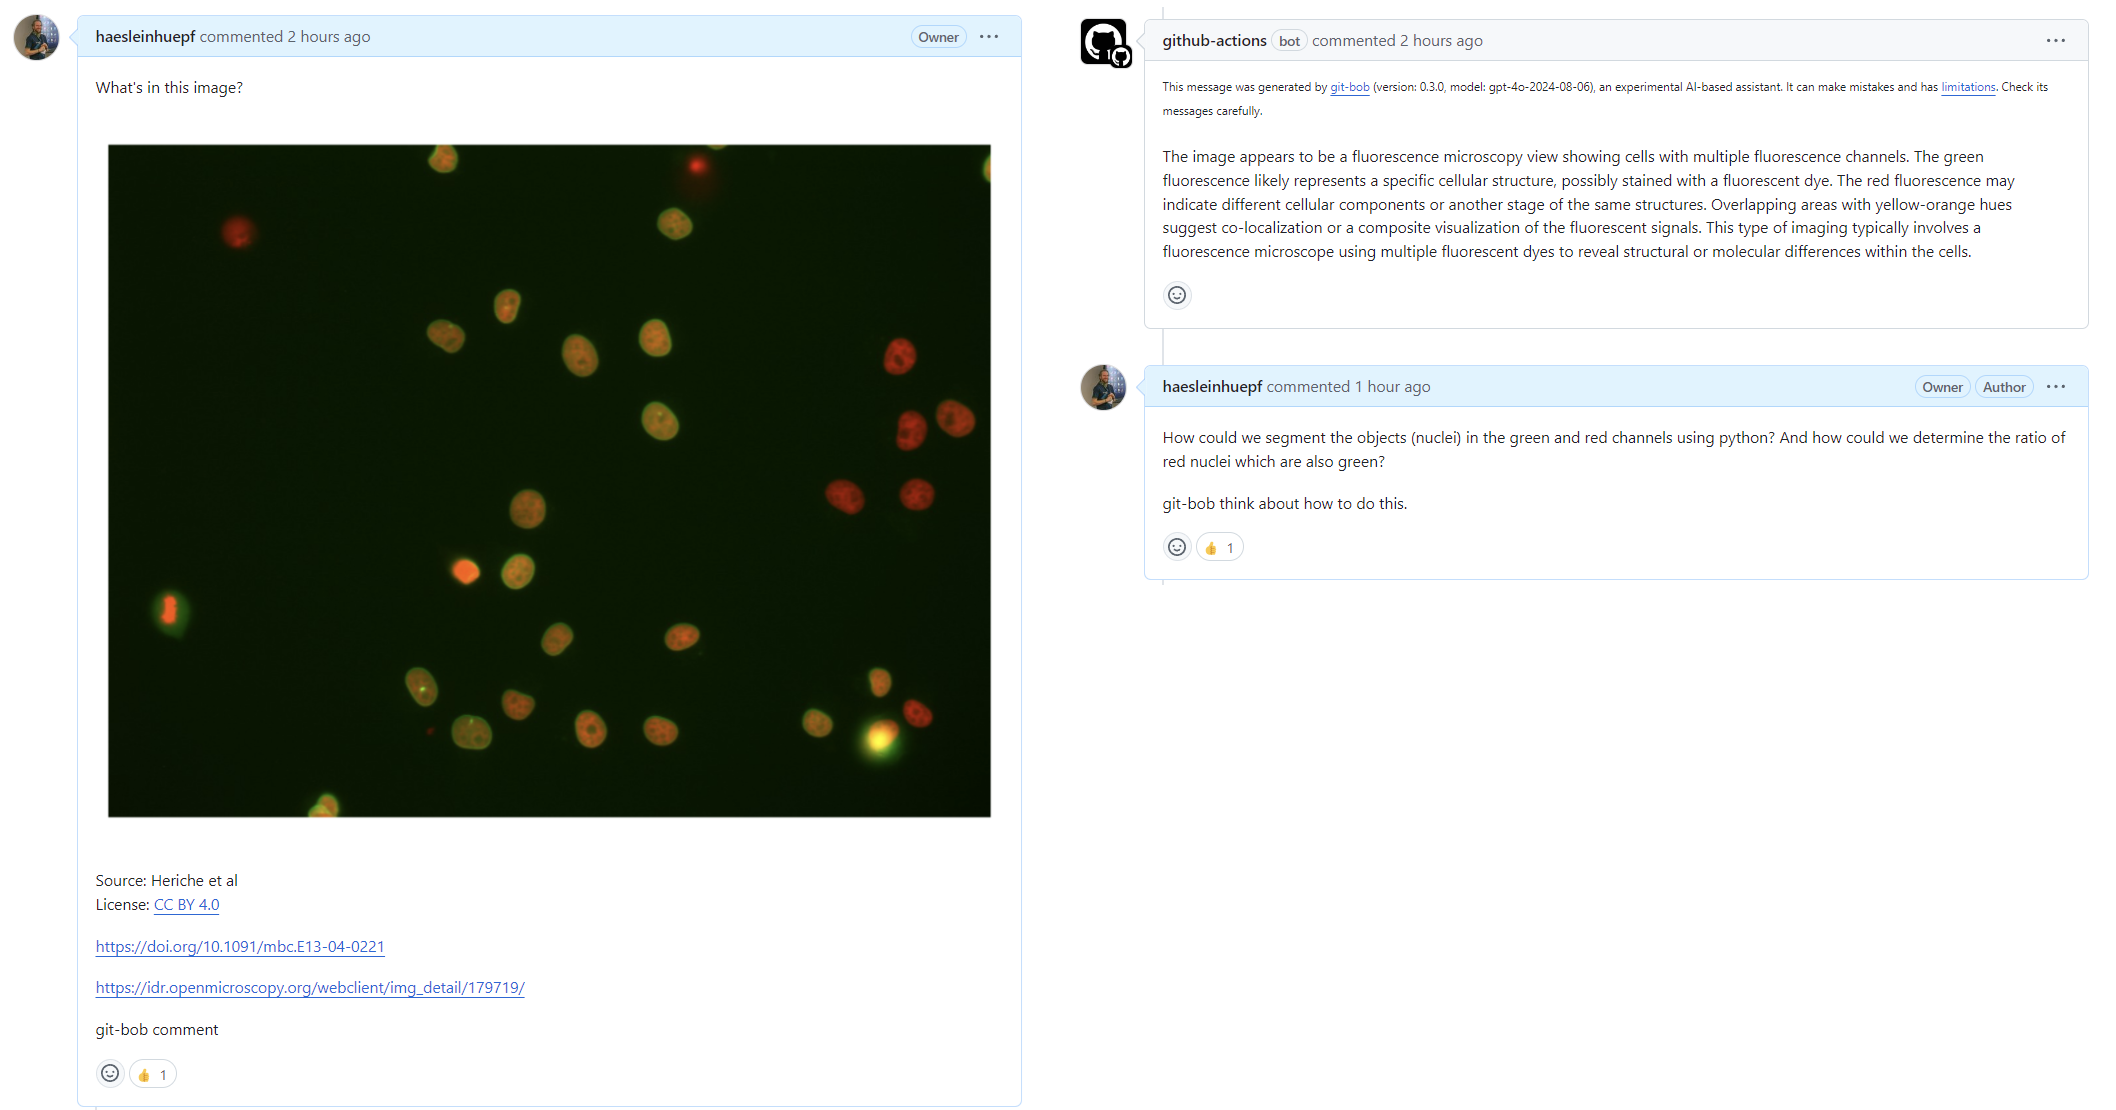 haesleinhuepf commented 2 hours ago
Owner
What's in this image?
Source: Heriche et al
License: CC BY 4.0
https://doi.org/10.1091/mbc.E13-04-0221
https://idr.openmicroscopy.org/webclient/img_detail/179719/
git-bob comment
1
github-actions bot commented 2 hours ago
This message was generated by git-bob (version: 0.3.0, model: gpt-4o-2024-08-06), an experimental AI-based assistant. It can make mistakes and has limitations. Check its
messages carefully.
The image appears to be a fluorescence microscopy view showing cells with multiple fluorescence channels. The green
fluorescence likely represents a specific cellular structure, possibly stained with a fluorescent dye. The red fluorescence may
indicate different cellular components or another stage of the same structures. Overlapping areas with yellow-orange hues
suggest co-localization or a composite visualization of the fluorescent signals. This type of imaging typically involves a
fluorescence microscope using multiple fluorescent dyes to reveal structural or molecular differences within the cells.
haesleinhuepf commented 1 hour ago
Owner Author
How could we segment the objects (nuclei) in the green and red channels using python? And how could we determine the ratio of
red nuclei which are also green?
git-bob think about how to do this.
1